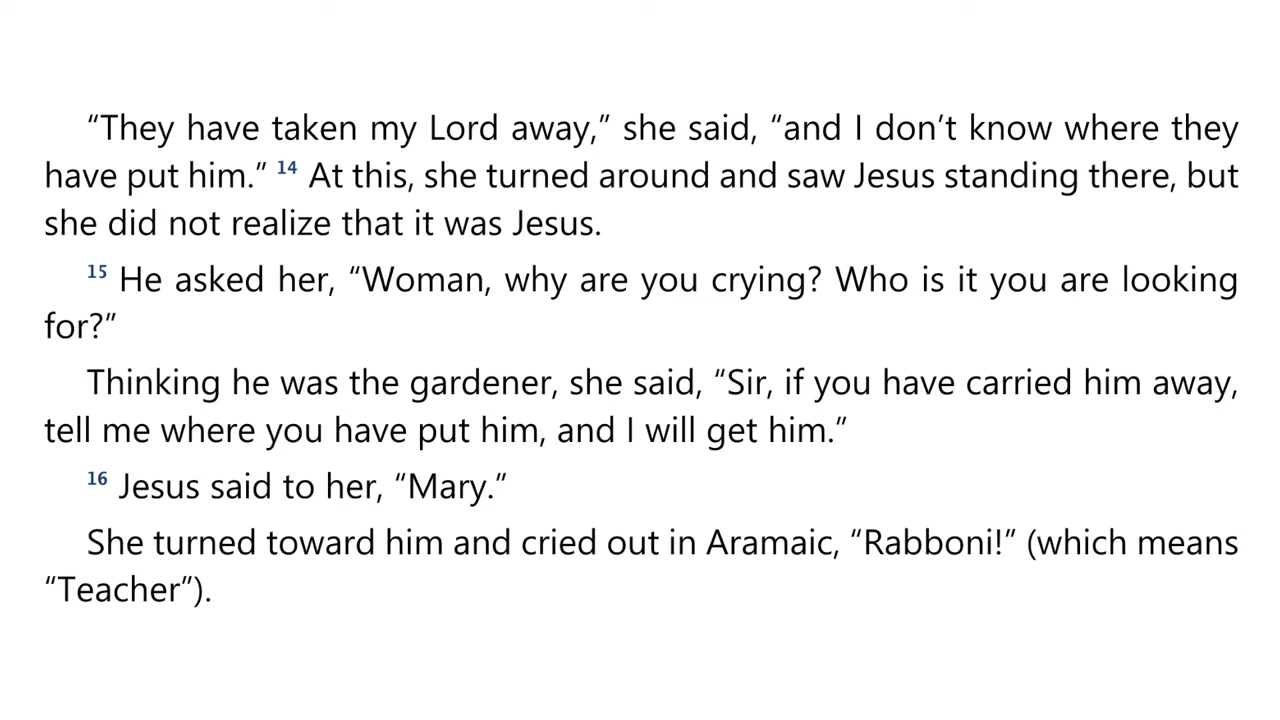 “They have taken my Lord away,” she said, “and I don’t know where they
have put him.” 14 At this, she turned around and saw Jesus standing there, but
she did not realize that it was Jesus.
15 He asked her, “Woman, why are you crying? Who is it you are looking
for?”
Thinking he was the gardener, she said, “Sir, if you have carried him away,
tell me where you have put him, and I will get him.”
16 Jesus said to her, “Mary.”
She turned toward him and cried out in Aramaic, “Rabboni!” (which means
“Teacher”).